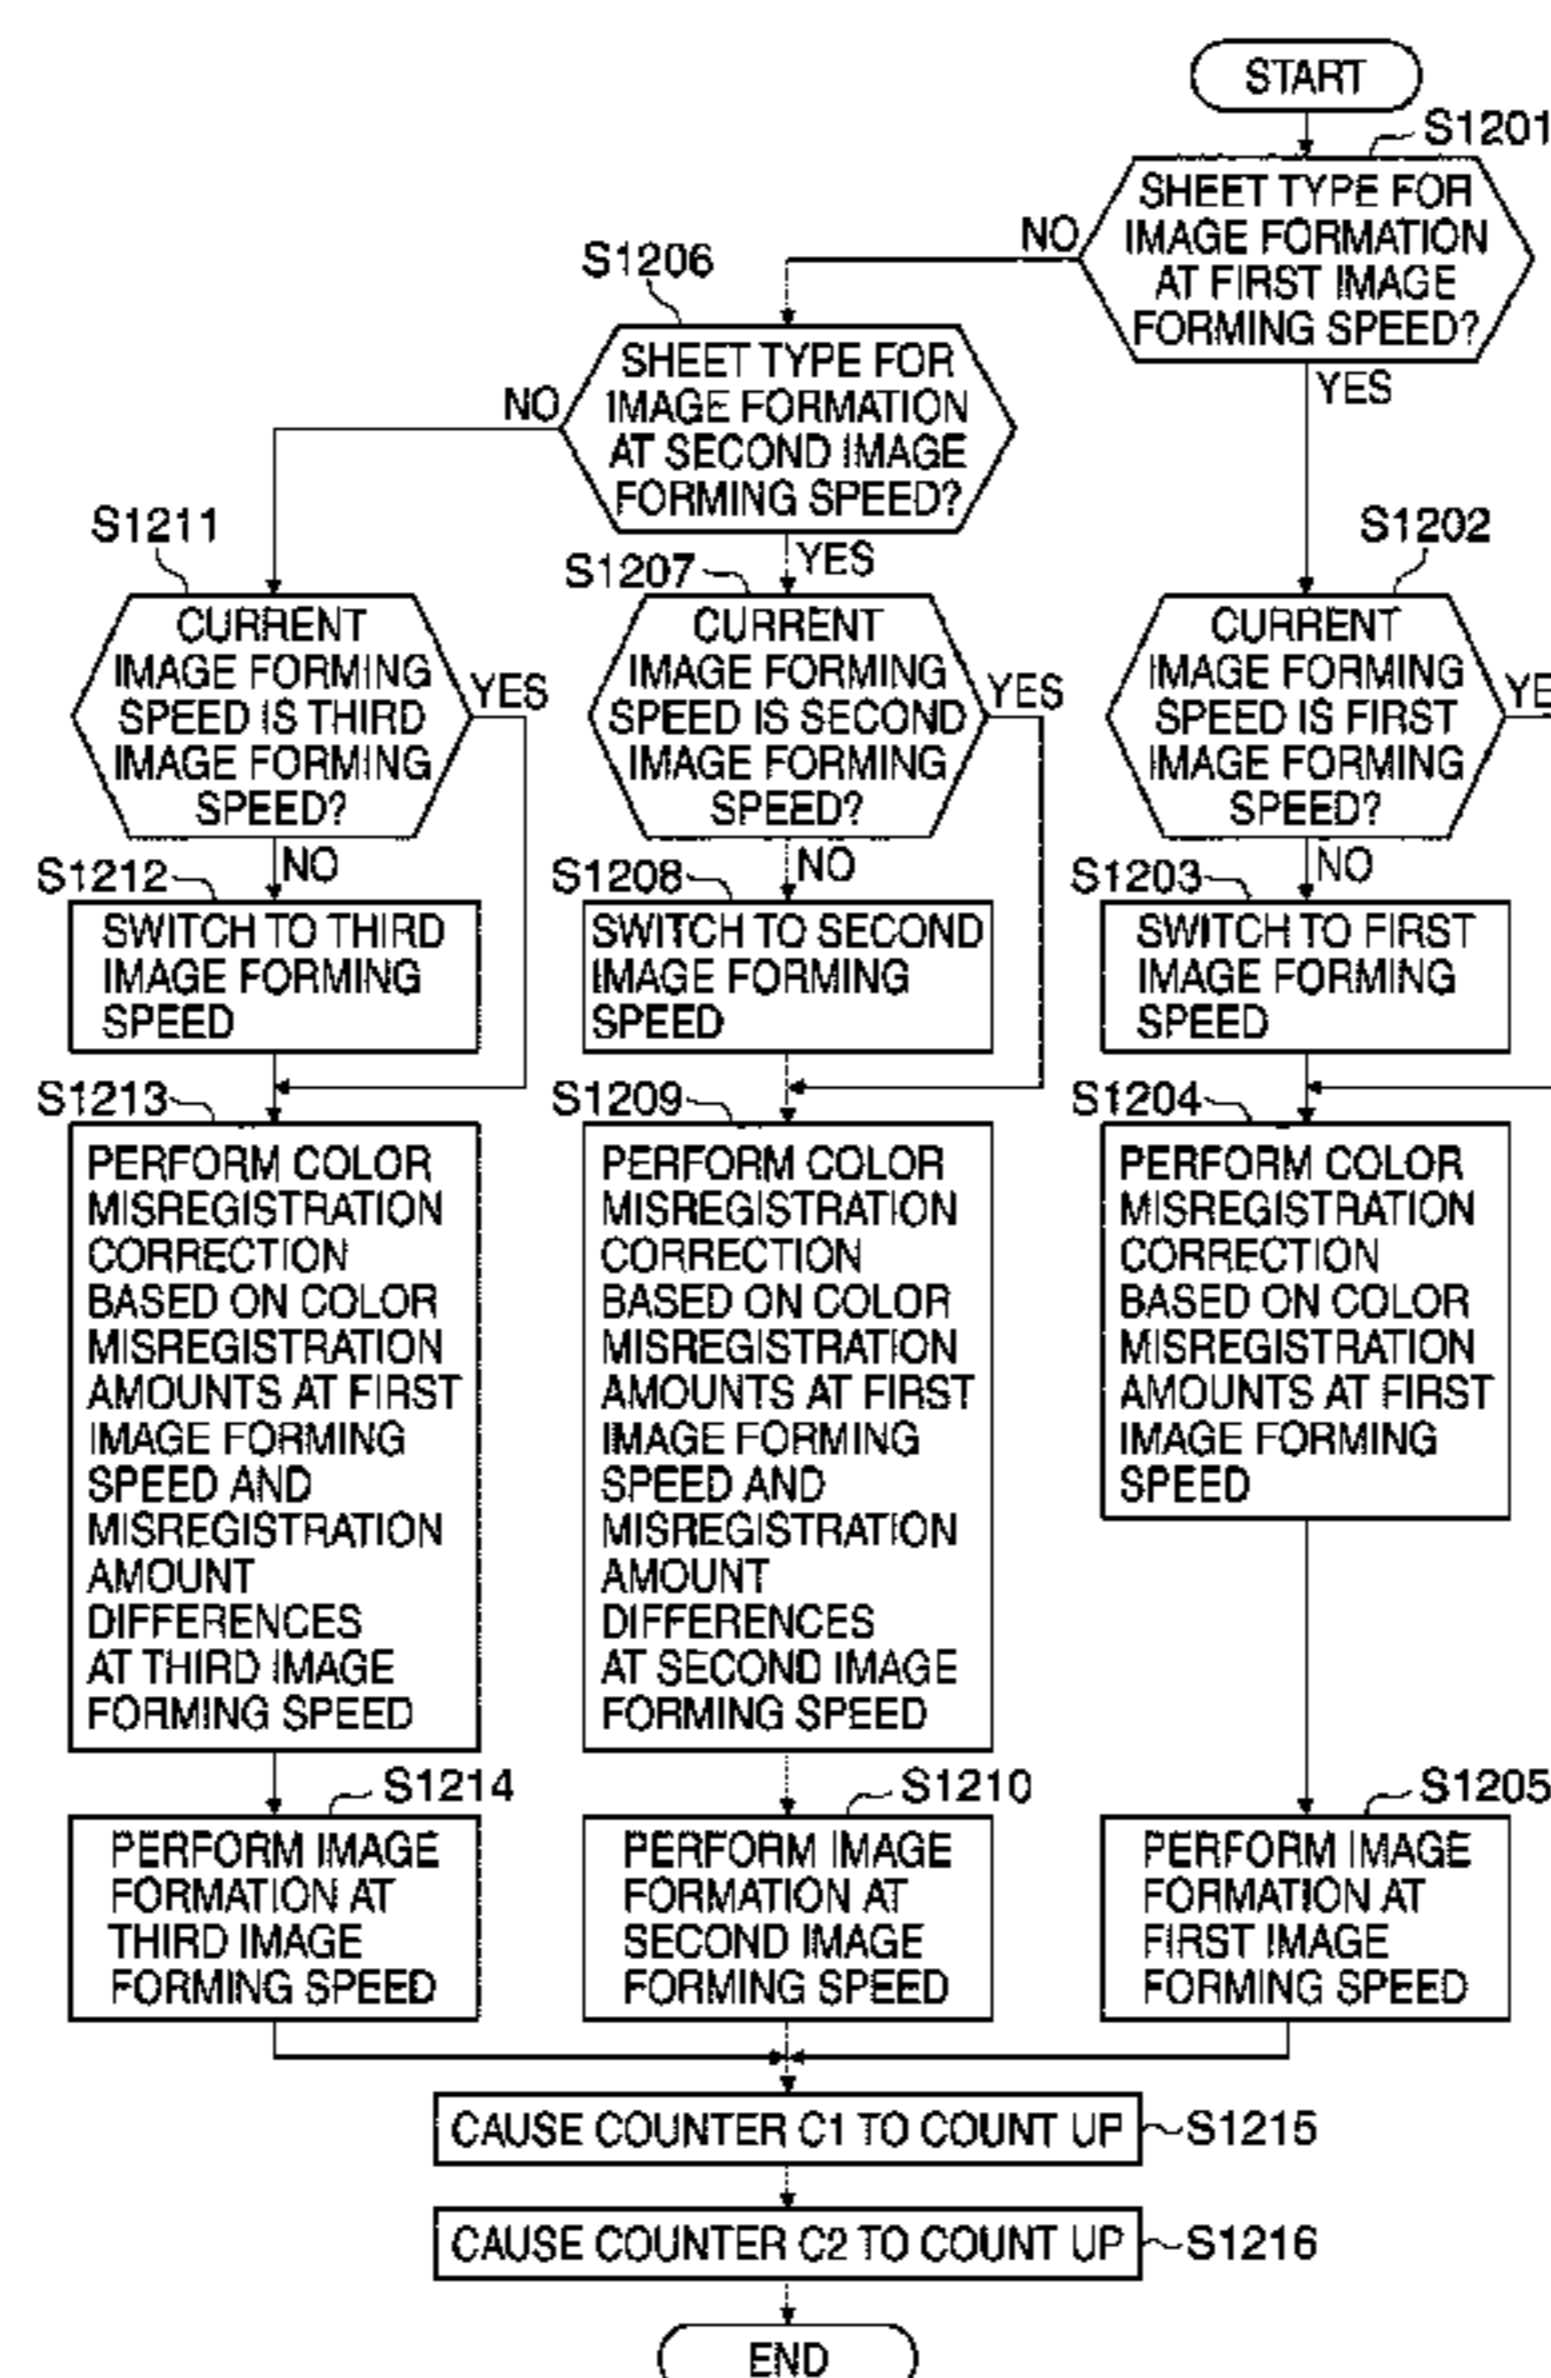 START
S1201
SHEET TYPE FOR
IMAGE FORMATION
AT FIRST IMAGE
FORMING SPEED?
NO
YES
S1206
SHEET TYPE FOR
IMAGE FORMATION
AT SECOND IMAGE
FORMING SPEED?
NO
YES
S1211
CURRENT
IMAGE FORMING
SPEED IS THIRD
IMAGE FORMING
SPEED?
YES
NO
S1207
CURRENT
IMAGE FORMING
SPEED IS SECOND
IMAGE FORMING
SPEED?
YES
NO
S1202
CURRENT
IMAGE FORMING
SPEED IS FIRST
IMAGE FORMING
SPEED?
YE
NO
S1212
SWITCH TO THIRD
IMAGE FORMING
SPEED
S1208
SWITCH TO SECOND
IMAGE FORMING
SPEED
S1203
SWITCH TO FIRST
IMAGE FORMING
SPEED
S1213
PERFORM COLOR
MISREGISTRATION
CORRECTION
BASED ON COLOR
MISREGISTRATION
AMOUNTS AT FIRST
IMAGE FORMING
SPEED AND
MISREGISTRATION
AMOUNT
DIFFERENCES
AT THIRD IMAGE
FORMING SPEED
S1209
PERFORM COLOR
MISREGISTRATION
CORRECTION
BASED ON COLOR
MISREGISTRATION
AMOUNTS AT FIRST
IMAGE FORMING
SPEED AND
MISREGISTRATION
AMOUNT
DIFFERENCES
AT SECOND IMAGE
FORMING SPEED
S1204
PERFORM COLOR
MISREGISTRATION
CORRECTION
BASED ON COLOR
MISREGISTRATION
AMOUNTS AT FIRST
IMAGE FORMING
SPEED
S1214
PERFORM IMAGE
FORMATION AT
THIRD IMAGE
FORMING SPEED
S1210
PERFORM IMAGE
FORMATION AT
SECOND IMAGE
FORMING SPEED
S1205
PERFORM IMAGE
FORMATION AT
FIRST IMAGE
FORMING SPEED
CAUSE COUNTER C1 TO COUNT UP
S1215
CAUSE COUNTER C2 TO COUNT UP
S1216
END